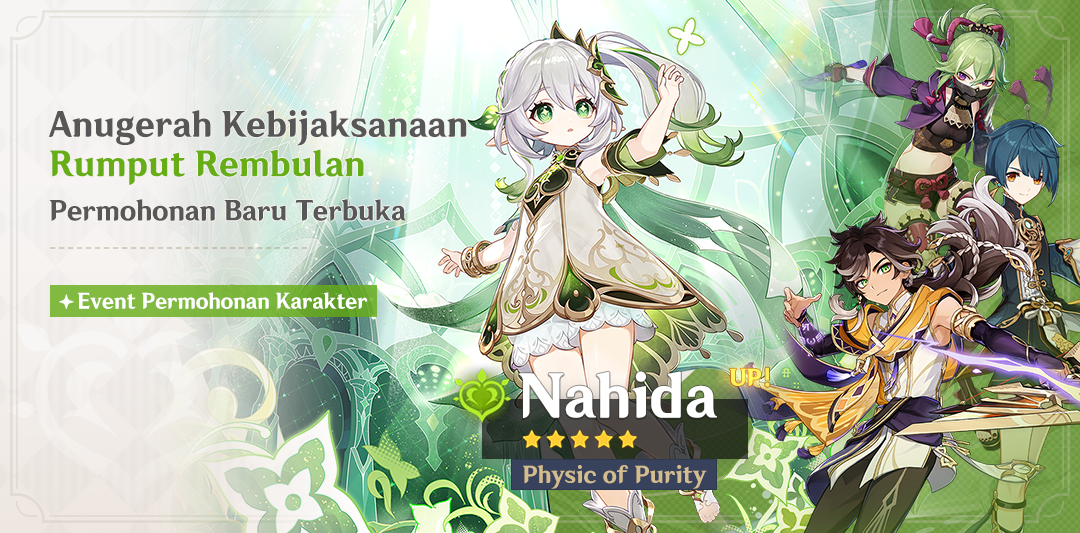 Anugerah Kebijaksanaan
Rumput Rembulan
Permohonan Baru Terbuka
Event Permohonan Karakter
Nahida UP!
Physic of Purity